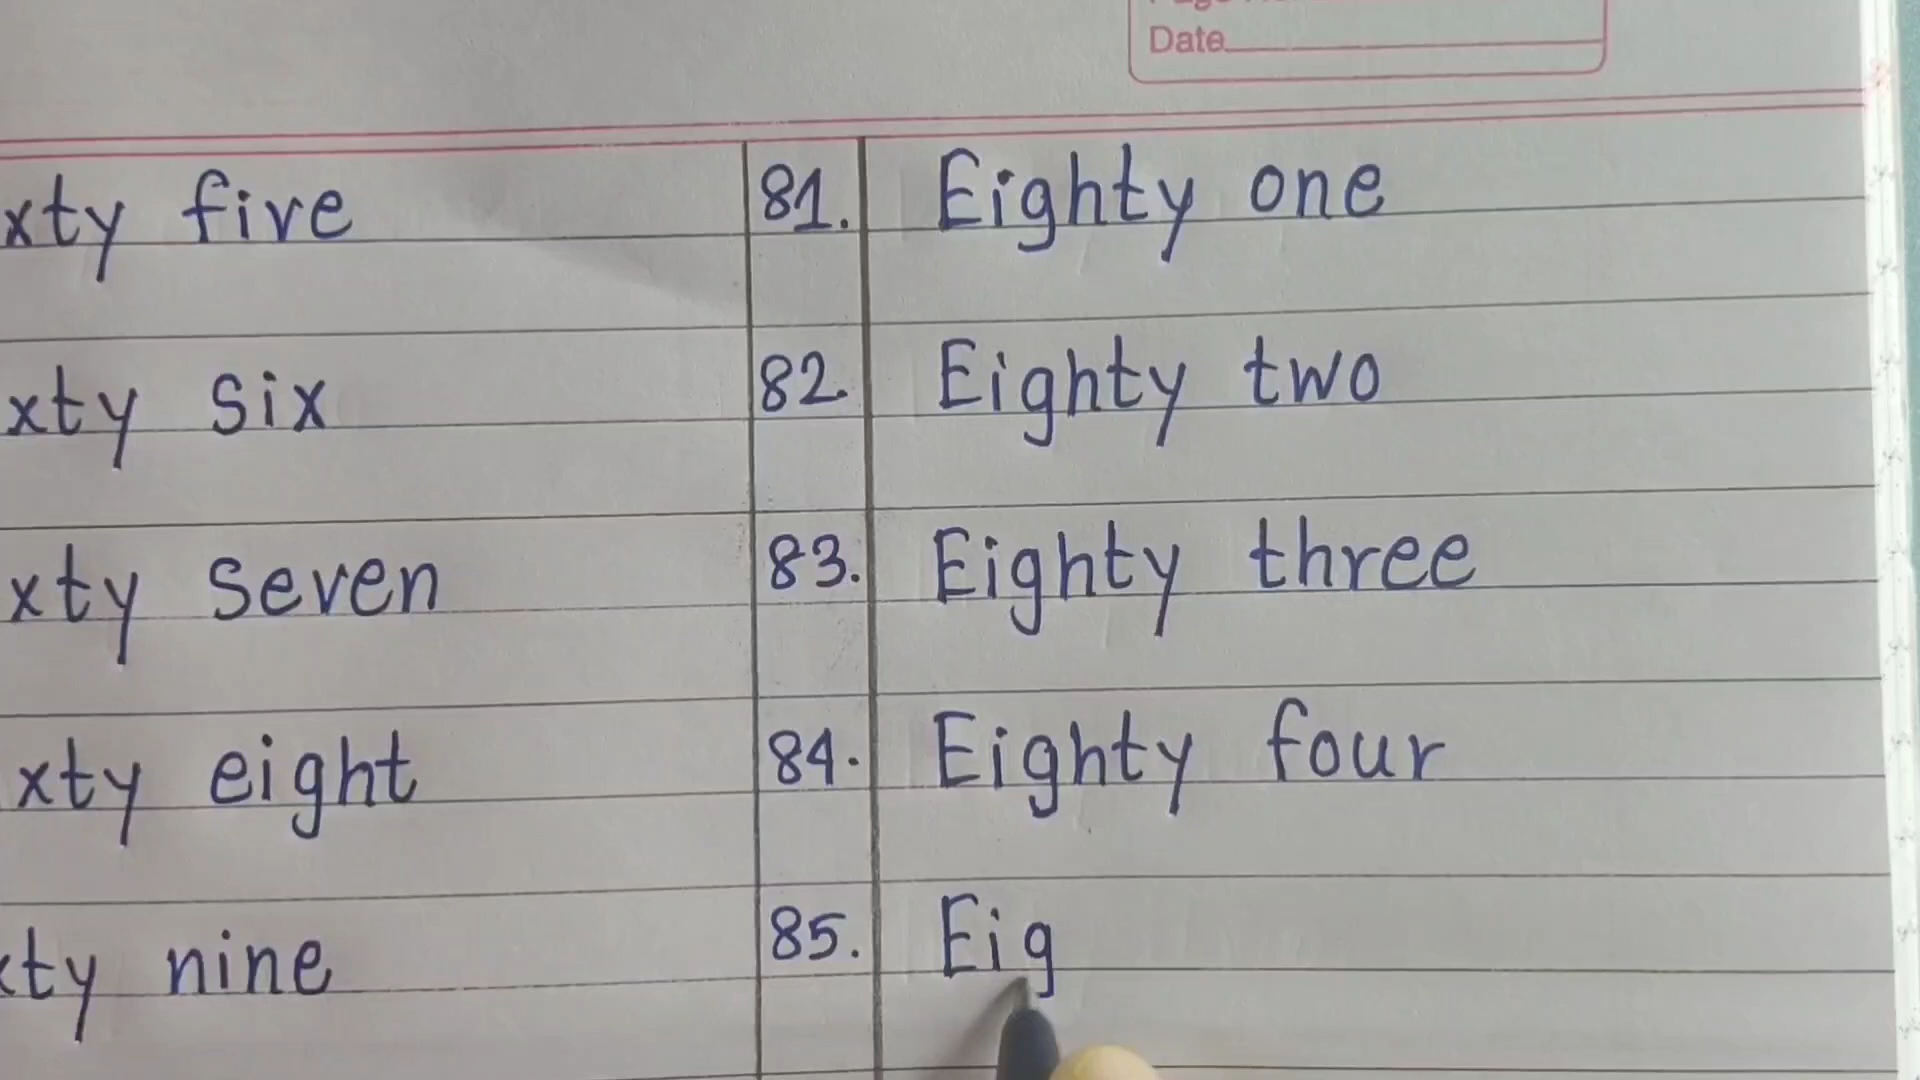 Date
xty five 81. Eighty one
xty six 82. Eighty two
xty seven 83. Eighty three
xty eight 84. Eighty four
ty nine 85. Eig